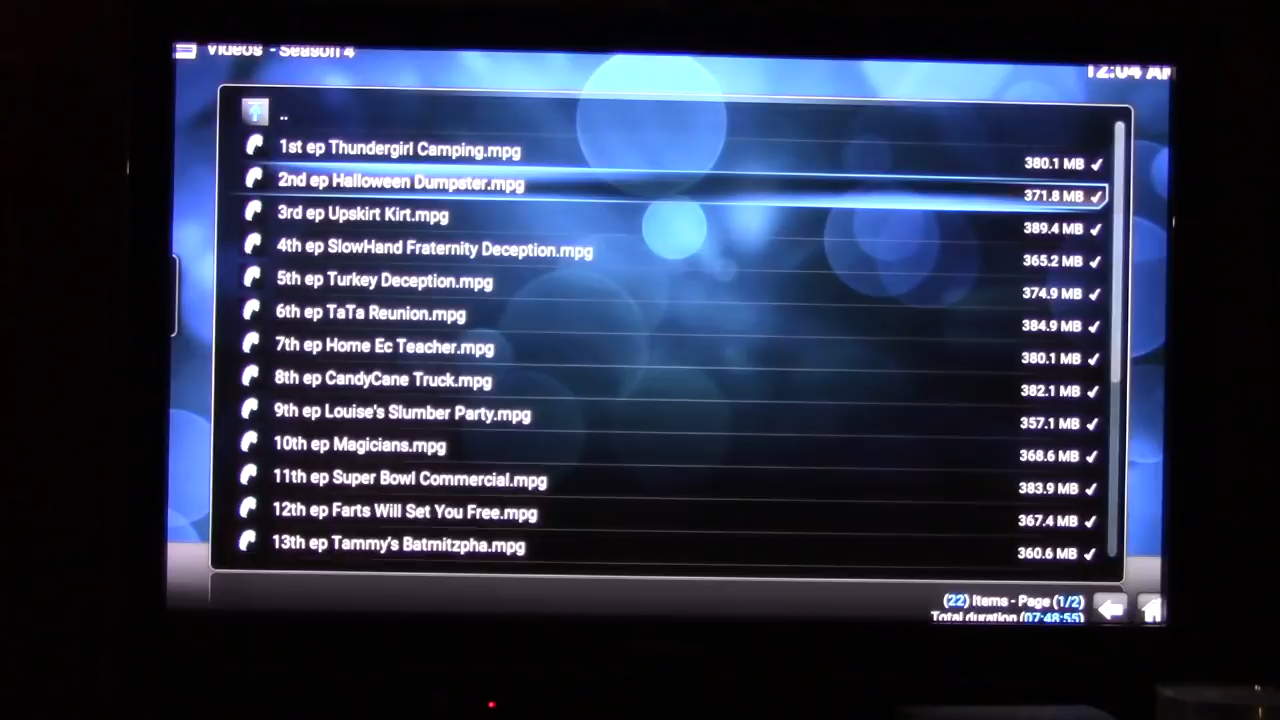 Videos - Season 4
12:04 AM
..
1st ep Thundergirl Camping.mpg 380.1 MB
2nd ep Halloween Dumpster.mpg 371.8 MB
3rd ep Upskirt Kirt.mpg 389.4 MB
4th ep SlowHand Fraternity Deception.mpg 365.2 MB
5th ep Turkey Deception.mpg 374.9 MB
6th ep TaTa Reunion.mpg 384.9 MB
7th ep Home Ec Teacher.mpg 380.1 MB
8th ep CandyCane Truck.mpg 382.1 MB
9th ep Louise's Slumber Party.mpg 357.1 MB
10th ep Magicians.mpg 368.6 MB
11th ep Super Bowl Commercial.mpg 383.9 MB
12th ep Farts Will Set You Free.mpg 367.4 MB
13th ep Tammy's Batmitzpha.mpg 360.6 MB
(22) Items - Page (1/2)
Total duration (07:48:55)